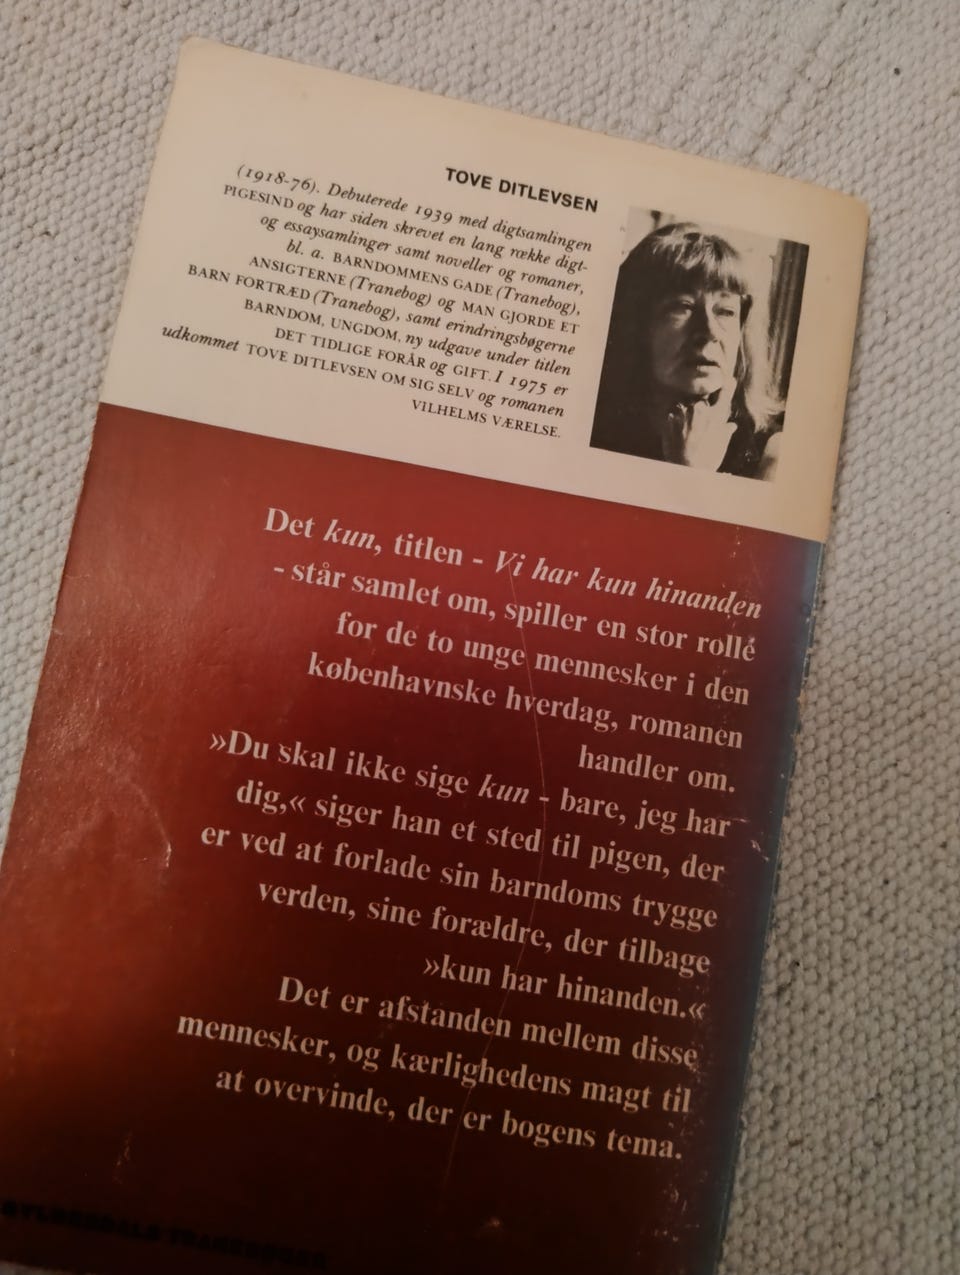 TOVE DITLEVSEN
(1918-76). Debuterede 1939 med digtsamlingen
PIGESIND og har siden skrevet en lang række digt-
og essaysamlinger samt noveller og romaner,
bl. a. BARNDOMMENS GADE (Tranebog),
ANSIGTERNE (Tranebog) og MAN GJORDE ET
BARN FORTRÆD (Tranebog), samt erindringsbøgerne
BARNDOM, UNGDOM, ny udgave under titlen
DET TIDLIGE FORÅR og GIFT. I 1975 er
udkommet TOVE DITLEVSEN OM SIG SELV og romanen
VILHELMS VÆRELSE.
Det kun, titlen - Vi har kun hinanden
- står samlet om, spiller en stor rolle
for de to unge mennesker i den
københavnske hverdag, romanen
handler om.
»Du skal ikke sige kun - bare, jeg har
dig,« siger han et sted til pigen, der
er ved at forlade sin barndoms trygge
verden, sine forældre, der tilbage
»kun har hinanden.«
Det er afstanden mellem disse
mennesker, og kærlighedens magt til
at overvinde, der er bogens tema.
GYLDENDALS TRANEBØGER